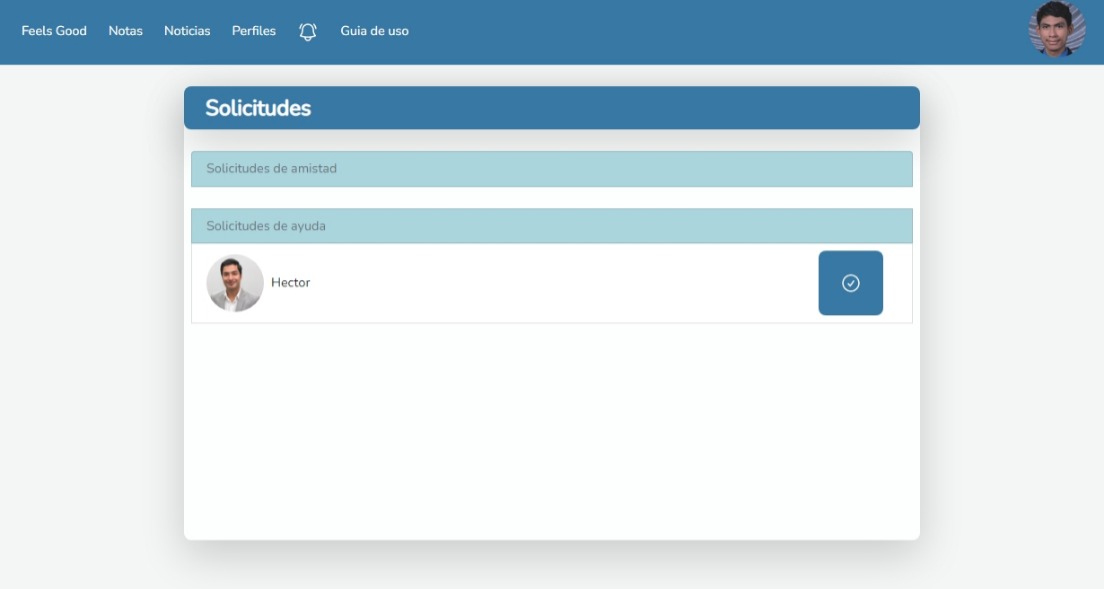 Feels Good Notas Noticias Perfiles Guia de uso
Solicitudes
Solicitudes de amistad
Solicitudes de ayuda
Hector